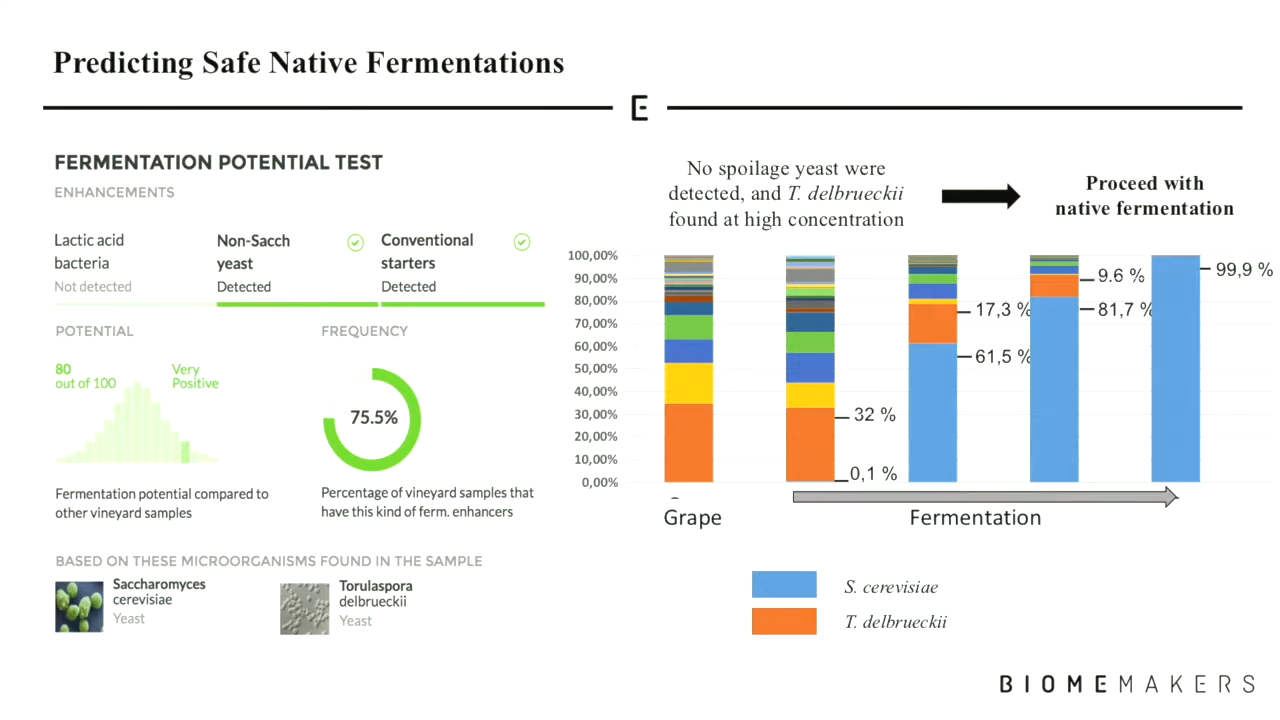 Predicting Safe Native Fermentations
E
FERMENTATION POTENTIAL TEST
ENHANCEMENTS
Lactic acid
bacteria
Not detected
Non-Sacch
yeast
Detected
Conventional
starters
Detected
POTENTIAL
80
out of 100
Very
Positive
Fermentation potential compared to
other vineyard samples
FREQUENCY
75.5%
Percentage of vineyard samples that
have this kind of ferm. enhancers
BASED ON THESE MICROORGANISMS FOUND IN THE SAMPLE
Saccharomyces
cerevisiae
Yeast
Torulaspora
delbrueckii
Yeast
No spoilage yeast were
detected, and T. delbrueckii
found at high concentration
Proceed with
native fermentation
100,00%
90,00%
80,00%
70,00%
60,00%
50,00%
40,00%
30,00%
20,00%
10,00%
0,00%
32 %
0,1 %
17,3 %
61,5 %
9.6 %
81,7 %
99,9 %
Grape
Fermentation
S. cerevisiae
T. delbrueckii
BIOMEMAKERS